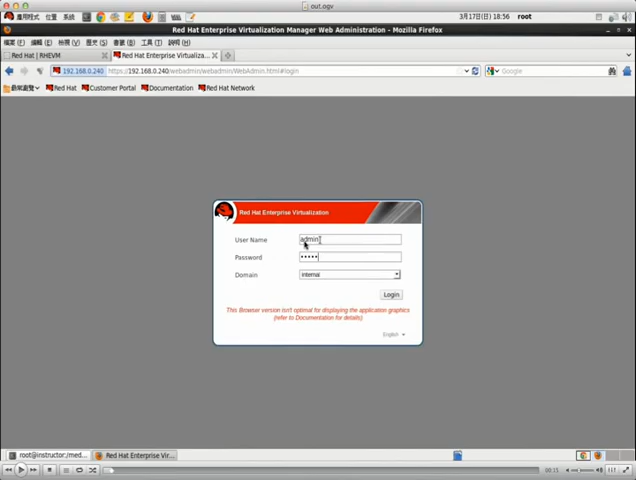 out.ogv
應用程式 位置 系統 3月17日(日) 18:56 root
Red Hat Enterprise Virtualization Manager Web Administration - Mozilla Firefox
檔案(F) 編輯(E) 檢視(V) 歷史(S) 書籤(B) 工具(T) 說明(H)
Red Hat | RHEVM Red Hat Enterprise Virtualiza...
192.168.0.240 https://192.168.0.240/webadmin/webadmin/WebAdmin.html#login Google
最常瀏覽 Red Hat Customer Portal Documentation Red Hat Network
Red Hat Enterprise Virtualization
User Name admin
Password •••••
Domain internal
Login
This Browser version isn't optimal for displaying the application graphics
(refer to Documentation for details)
English
root@instructor:/med... Red Hat Enterprise Vir...
00:15